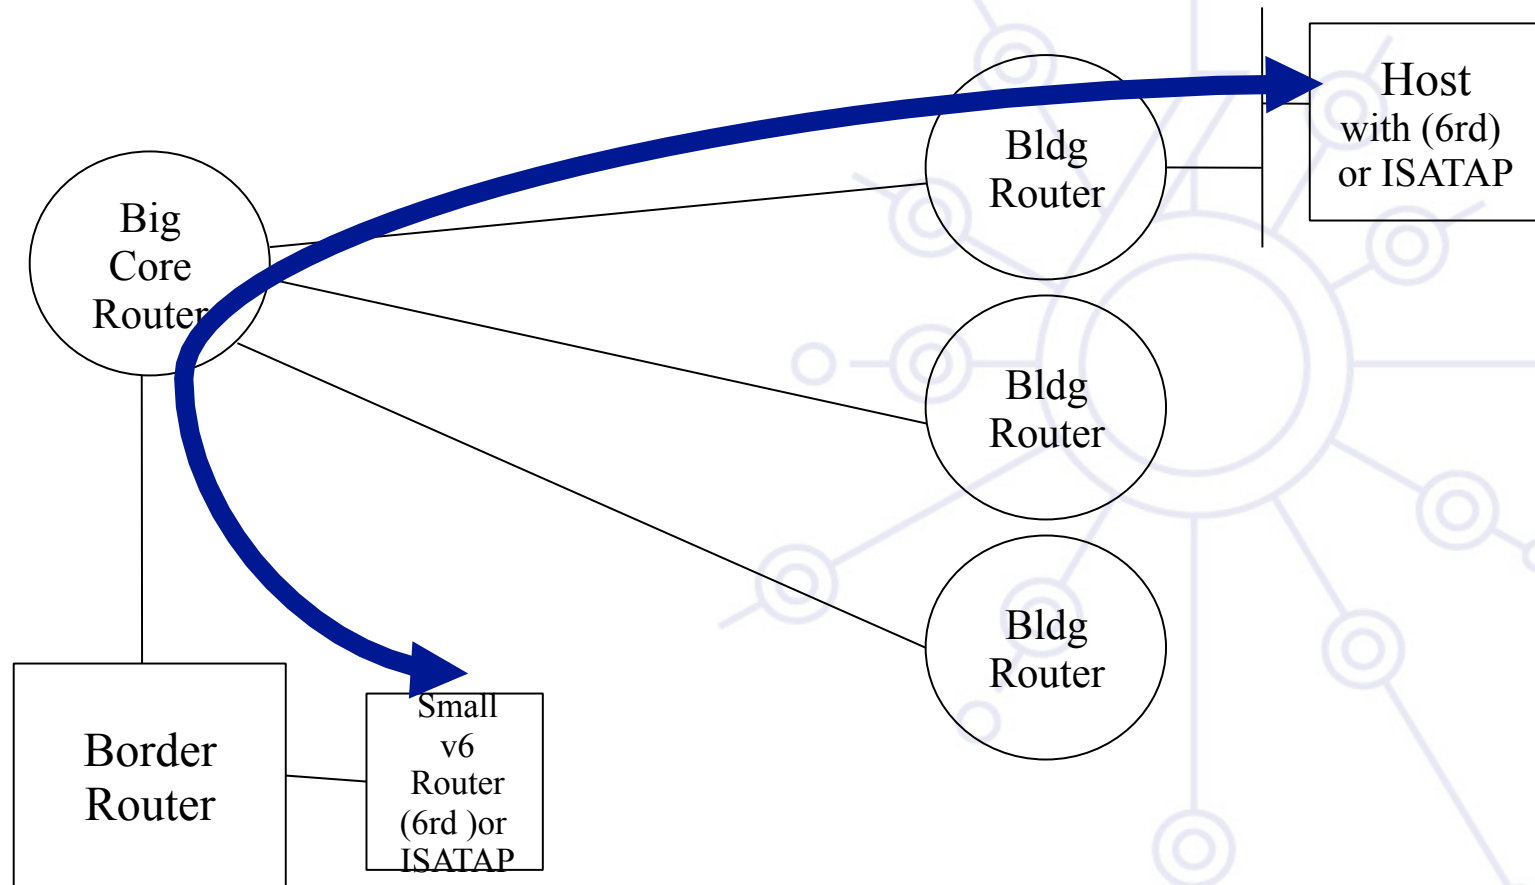 Host
with (6rd)
or ISATAP
Bldg
Router
Big
Core
Router
Bldg
Router
Bldg
Router
Border
Router
Small
v6
Router
(6rd )or
ISATAP